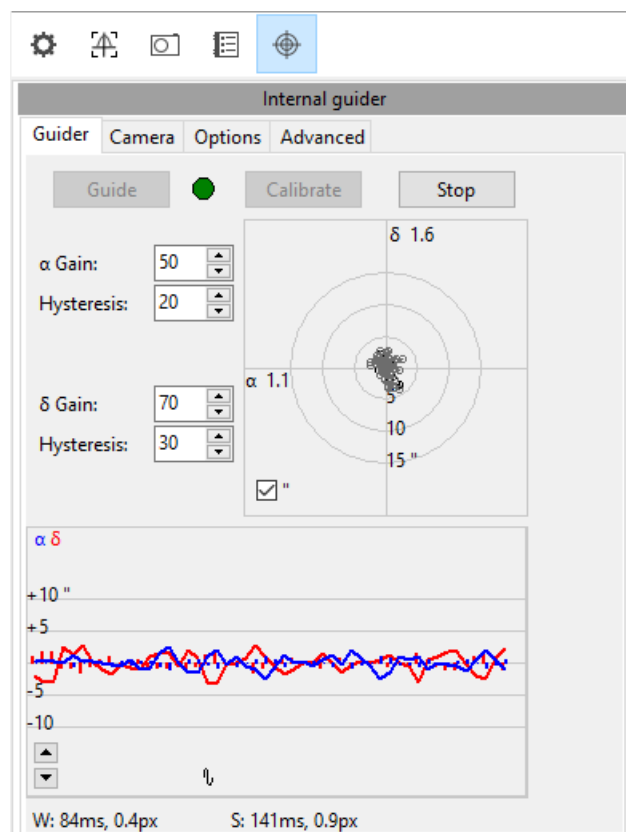 Internal guider
Guider Camera Options Advanced
Guide Calibrate Stop
δ 1.6
α Gain: 50
Hysteresis: 20
α 1.1
5
δ Gain: 70
10
Hysteresis: 30
15 "
"
α δ
+10 "
+5
-5
-10
W: 84ms, 0.4px S: 141ms, 0.9px